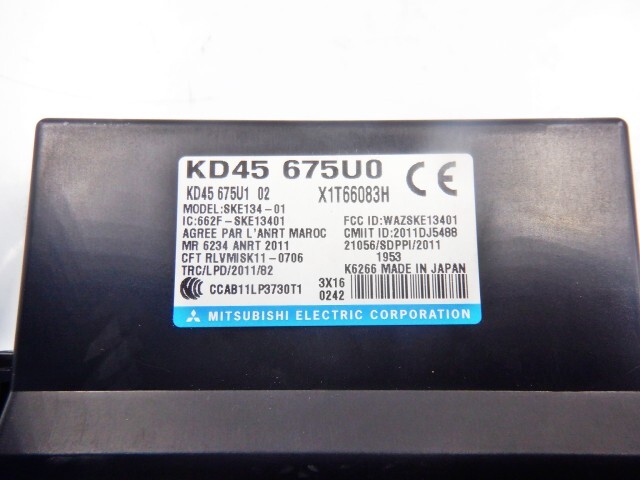 KD45 675U0 CE
KD45 675U1 02 X1T66083H
MODEL:SKE134-01
IC:662F-SKE13401 FCC ID:WAZSKE13401
AGREE PAR L'ANRT MAROC CMIIT ID:2011DJ5488
MR 6234 ANRT 2011 21056/SDPPI/2011
CFT RLVMISK11-0706 1953
TRC/LPD/2011/82 K6266 MADE IN JAPAN
CCAB11LP3730T1 3X16
0242
MITSUBISHI ELECTRIC CORPORATION